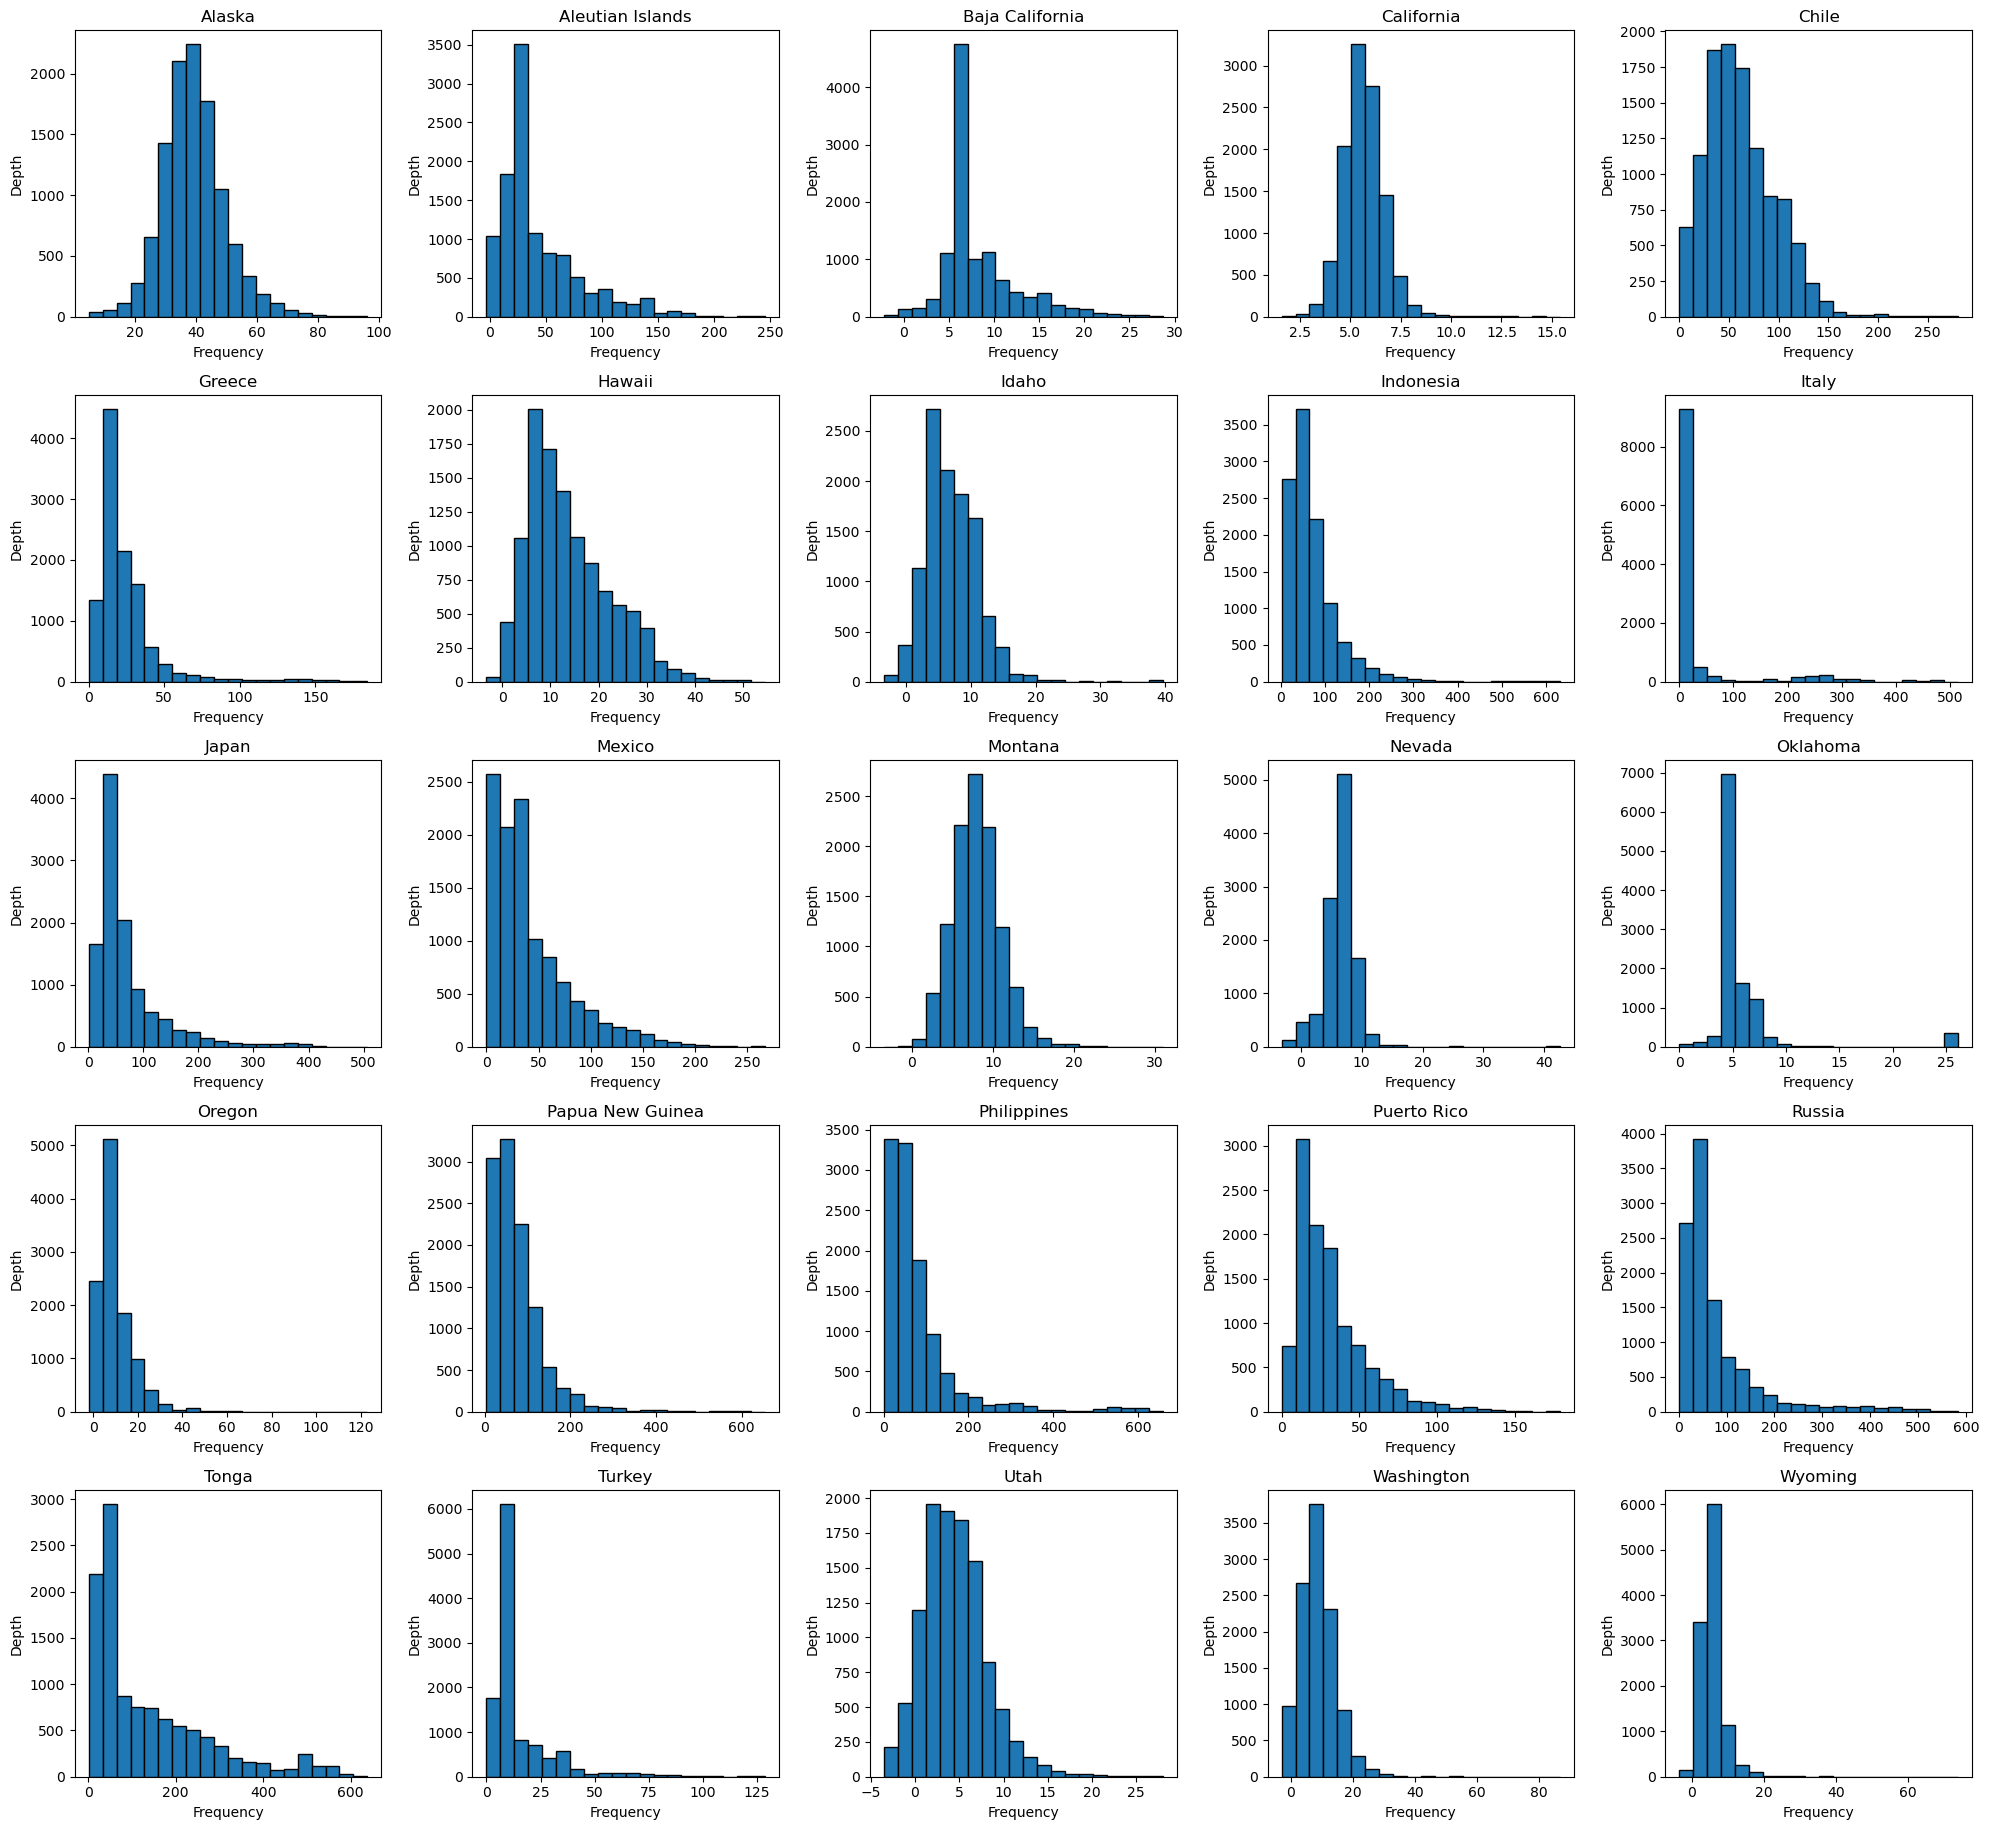 Alaska
2000
1500
1000
500
0
Depth
20 40 60 80 100
Frequency
Aleutian Islands
3500
3000
2500
2000
1500
1000
500
0
Depth
0 50 100 150 200 250
Frequency
Baja California
4000
3000
2000
1000
0
Depth
0 5 10 15 20 25 30
Frequency
California
3000
2500
2000
1500
1000
500
0
Depth
2.5 5.0 7.5 10.0 12.5 15.0
Frequency
Chile
2000
1750
1500
1250
1000
750
500
250
0
Depth
0 50 100 150 200 250
Frequency
Greece
4000
3000
2000
1000
0
Depth
0 50 100 150
Frequency
Hawaii
2000
1750
1500
1250
1000
750
500
250
0
Depth
0 10 20 30 40 50
Frequency
Idaho
2500
2000
1500
1000
500
0
Depth
0 10 20 30 40
Frequency
Indonesia
3500
3000
2500
2000
1500
1000
500
0
Depth
0 100 200 300 400 500 600
Frequency
Italy
8000
6000
4000
2000
0
Depth
0 100 200 300 400 500
Frequency
Japan
4000
3000
2000
1000
0
Depth
0 100 200 300 400 500
Frequency
Mexico
2500
2000
1500
1000
500
0
Depth
0 50 100 150 200 250
Frequency
Montana
2500
2000
1500
1000
500
0
Depth
0 10 20 30
Frequency
Nevada
5000
4000
3000
2000
1000
0
Depth
0 10 20 30 40
Frequency
Oklahoma
7000
6000
5000
4000
3000
2000
1000
0
Depth
0 5 10 15 20 25
Frequency
Oregon
5000
4000
3000
2000
1000
0
Depth
0 20 40 60 80 100 120
Frequency
Papua New Guinea
3000
2500
2000
1500
1000
500
0
Depth
0 200 400 600
Frequency
Philippines
3500
3000
2500
2000
1500
1000
500
0
Depth
0 200 400 600
Frequency
Puerto Rico
3000
2500
2000
1500
1000
500
0
Depth
0 50 100 150
Frequency
Russia
4000
3500
3000
2500
2000
1500
1000
500
0
Depth
0 100 200 300 400 500 600
Frequency
Tonga
3000
2500
2000
1500
1000
500
0
Depth
0 200 400 600
Frequency
Turkey
6000
5000
4000
3000
2000
1000
0
Depth
0 25 50 75 100 125
Frequency
Utah
2000
1750
1500
1250
1000
750
500
250
0
Depth
−5 0 5 10 15 20 25
Frequency
Washington
3500
3000
2500
2000
1500
1000
500
0
Depth
0 20 40 60 80
Frequency
Wyoming
6000
5000
4000
3000
2000
1000
0
Depth
0 20 40 60
Frequency